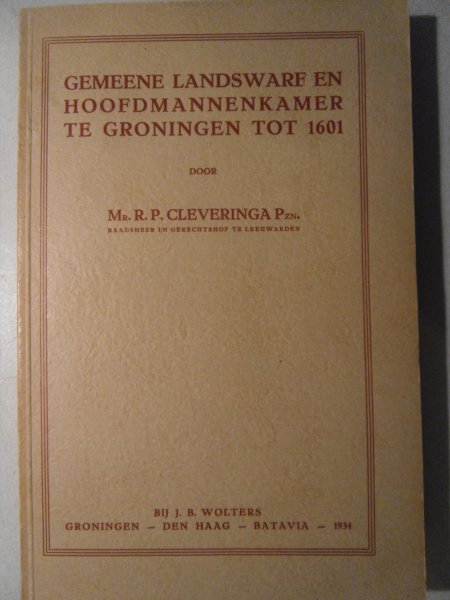 GEMEENE LANDSWARF EN
HOOFDMANNENKAMER
TE GRONINGEN TOT 1601
DOOR
MR. R. P. CLEVERINGA PZN.
RAADSHEER IN GERECHTSHOF TE LEEUWARDEN
BIJ J. B. WOLTERS
GRONINGEN — DEN HAAG — BATAVIA — 1934